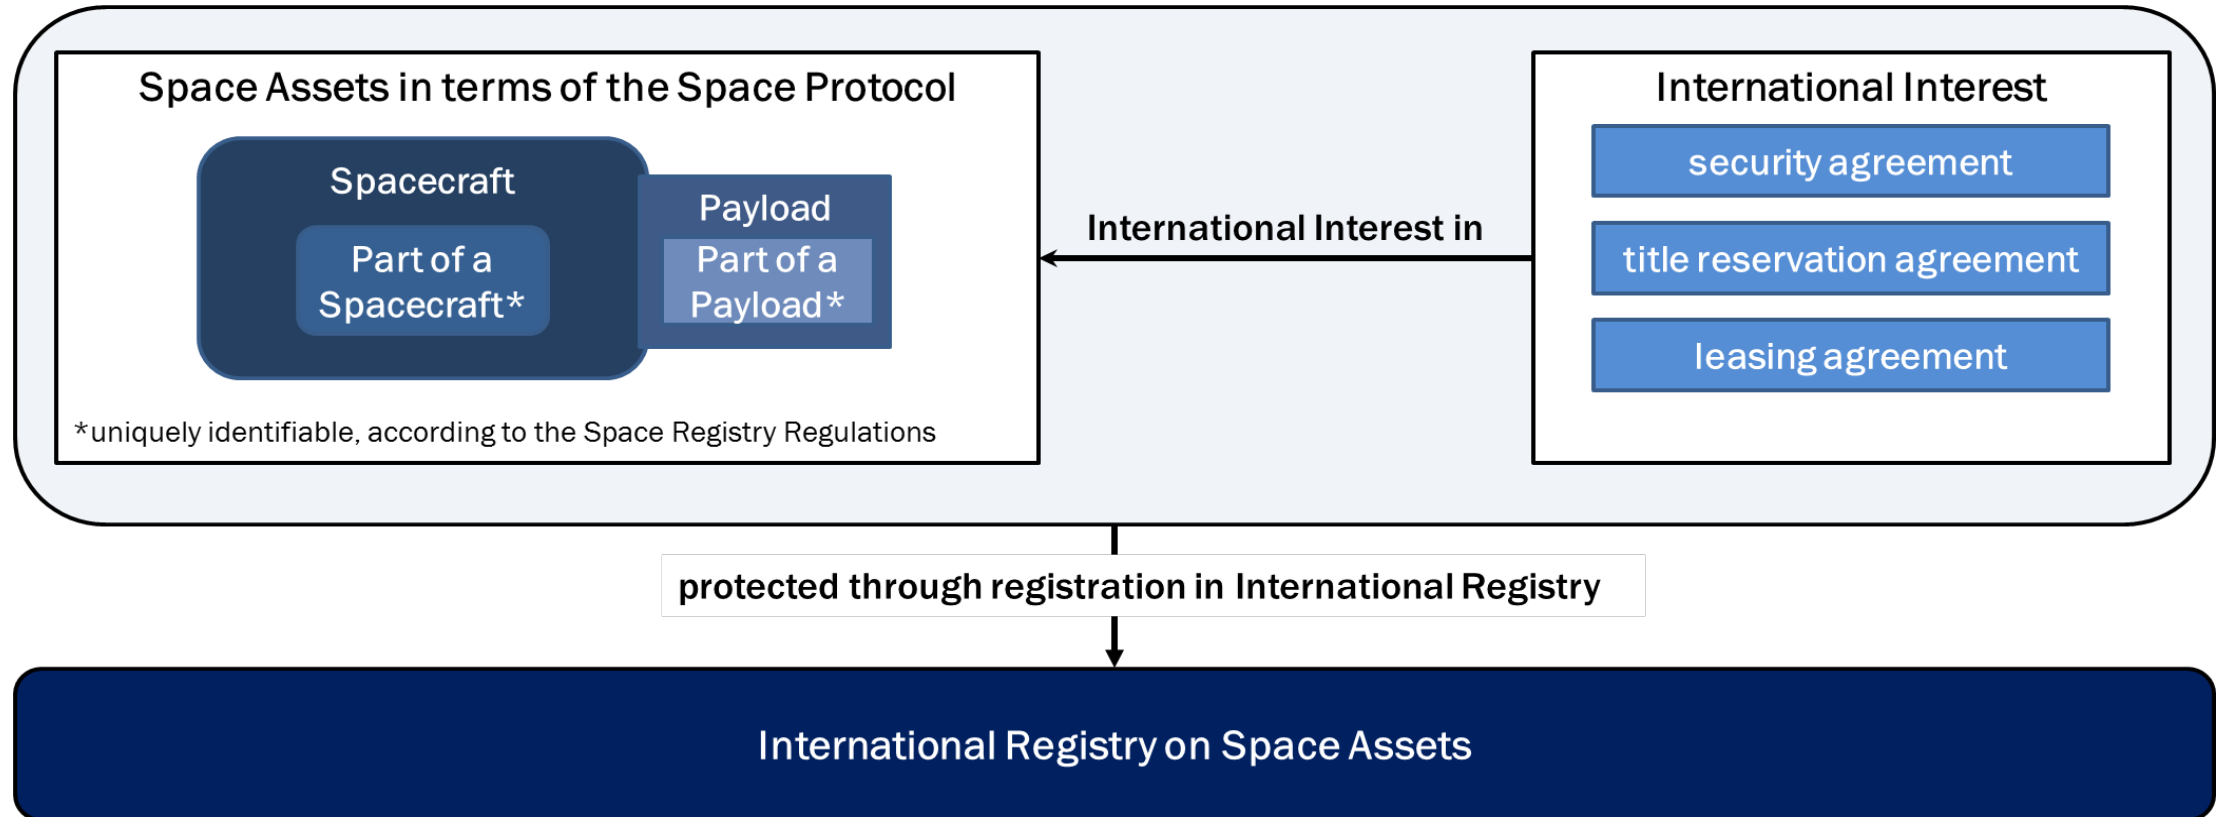 Space Assets in terms of the Space Protocol
Spacecraft
Part of a
Spacecraft*
Payload
Part of a
Payload*
*uniquely identifiable, according to the Space Registry Regulations
International Interest in
International Interest
security agreement
title reservation agreement
leasing agreement
protected through registration in International Registry
International Registry on Space Assets